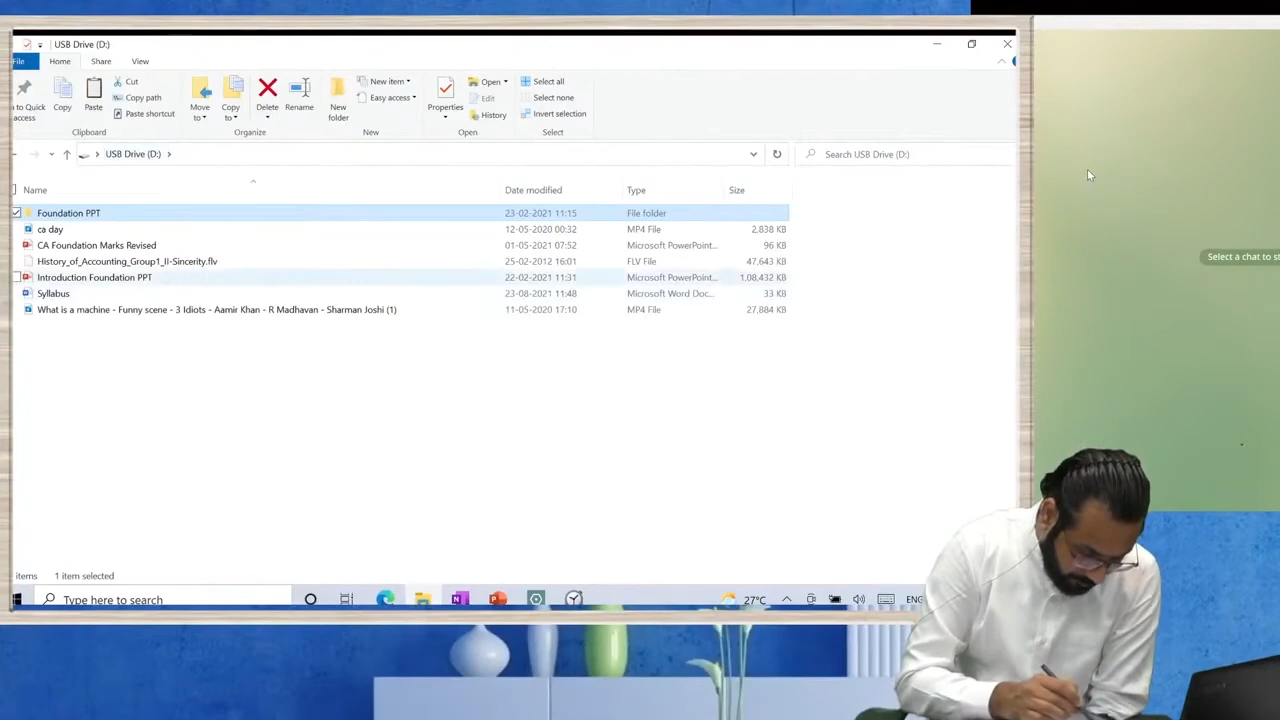 USB Drive (D:)
File Home Share View
to Quick access
Copy
Paste
Cut
Copy path
Paste shortcut
Clipboard
Move to
Copy to
Delete
Rename
Organize
New folder
New item
Easy access
New
Properties
Open
Edit
History
Open
Select all
Select none
Invert selection
Select
USB Drive (D:)
Search USB Drive (D:)
Name Date modified Type Size
Foundation PPT 23-02-2021 11:15 File folder
ca day 12-05-2020 00:32 MP4 File 2,838 KB
CA Foundation Marks Revised 01-05-2021 07:52 Microsoft PowerPoint... 96 KB
History_of_Accounting_Group1_II-Sincerity.flv 25-02-2012 16:01 FLV File 47,643 KB
Introduction Foundation PPT 22-02-2021 11:31 Microsoft PowerPoint... 1,08,432 KB
Syllabus 23-08-2021 11:48 Microsoft Word Doc... 33 KB
What is a machine - Funny scene - 3 Idiots - Aamir Khan - R Madhavan - Sharman Joshi (1) 11-05-2020 17:10 MP4 File 27,884 KB
Select a chat to st
items 1 item selected
Type here to search
27°C
ENG